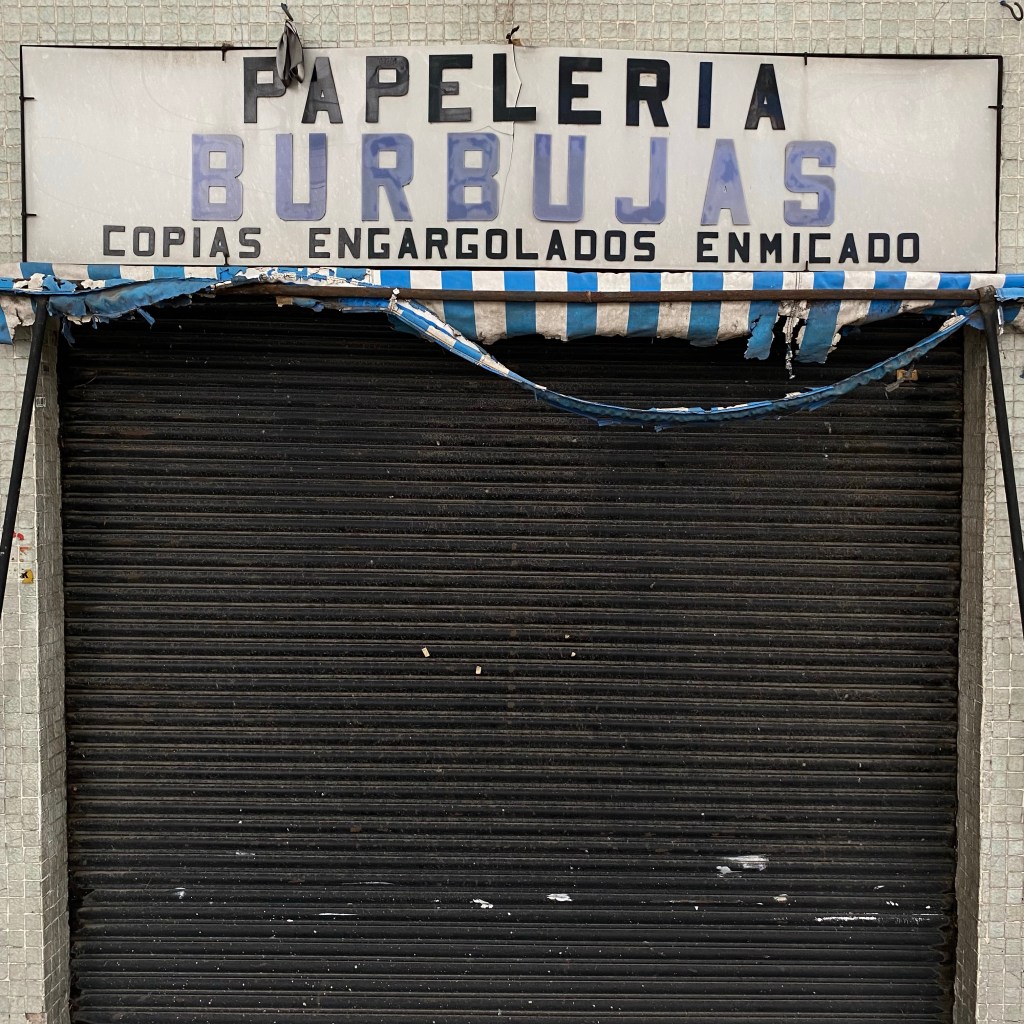 PAPELERIA
BURBUJAS
COPIAS ENGARGOLADOS ENMICADO